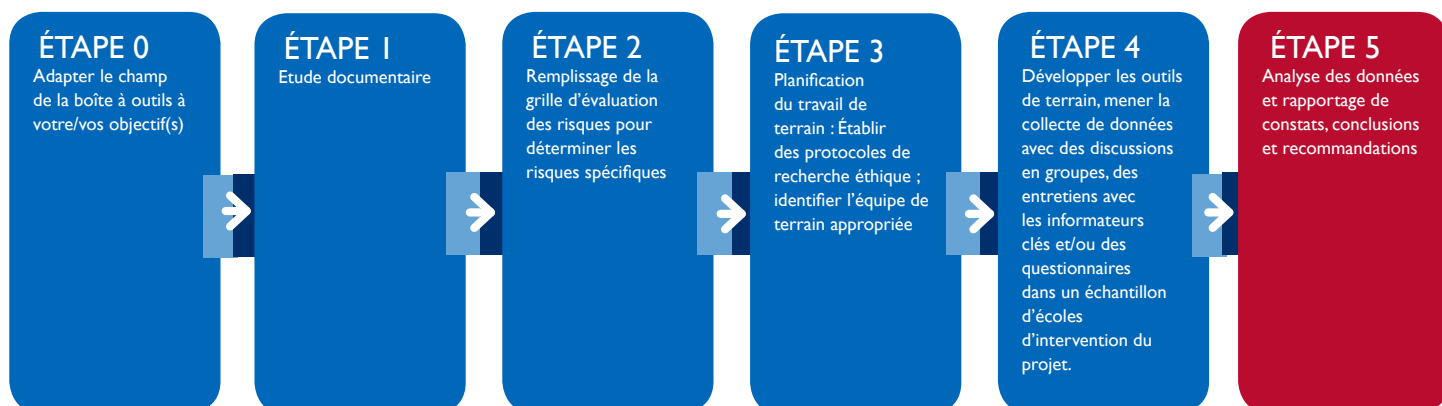 ÉTAPE 0
Adapter le champ
de la boîte à outils à
votre/vos objectif(s)
ÉTAPE 1
Etude documentaire
ÉTAPE 2
Remplissage de la
grille d’évaluation
des risques pour
déterminer les
risques spécifiques
ÉTAPE 3
Planification
du travail de
terrain : Établir
des protocoles de
recherche éthique ;
identifier l’équipe de
terrain appropriée
ÉTAPE 4
Développer les outils
de terrain, mener la
collecte de données
avec des discussions
en groupes, des
entretiens avec
les informateurs
clés et/ou des
questionnaires
dans un échantillon
d’écoles
d’intervention du
projet.
ÉTAPE 5
Analyse des données
et rapportage de
constats, conclusions
et recommandations